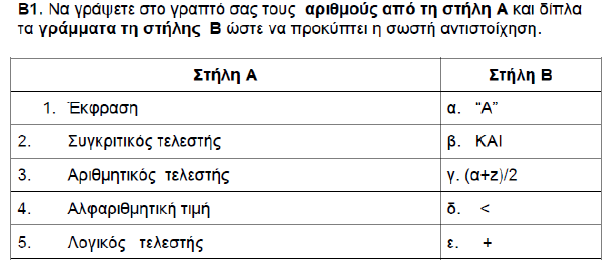 Β1. Να γράψετε στο γραπτό σας τους αριθμούς από τη στήλη Α και δίπλα
τα γράμματα τη στήλης Β ώστε να προκύπτει η σωστή αντιστοίχηση.
Στήλη Α Στήλη Β
1. Έκφραση α. “Α”
2. Συγκριτικός τελεστής β. ΚΑΙ
3. Αριθμητικός τελεστής γ. (α+z)/2
4. Αλφαριθμητική τιμή δ. <
5. Λογικός τελεστής ε. +